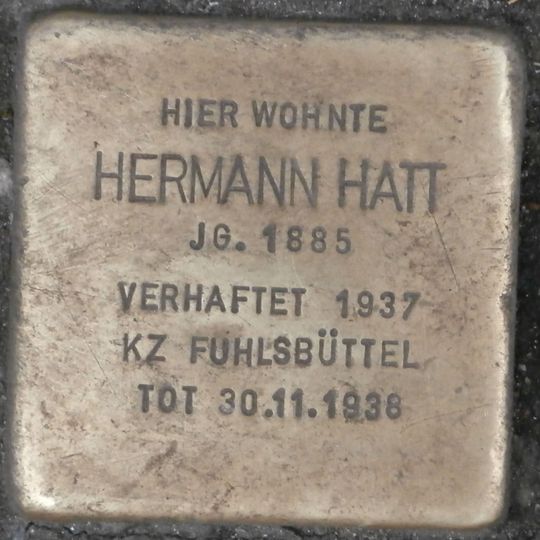 HIER WOHNTE
HERMANN HATT
JG. 1885
VERHAFTET 1937
KZ FUHLSBÜTTEL
TOT 30.11.1938